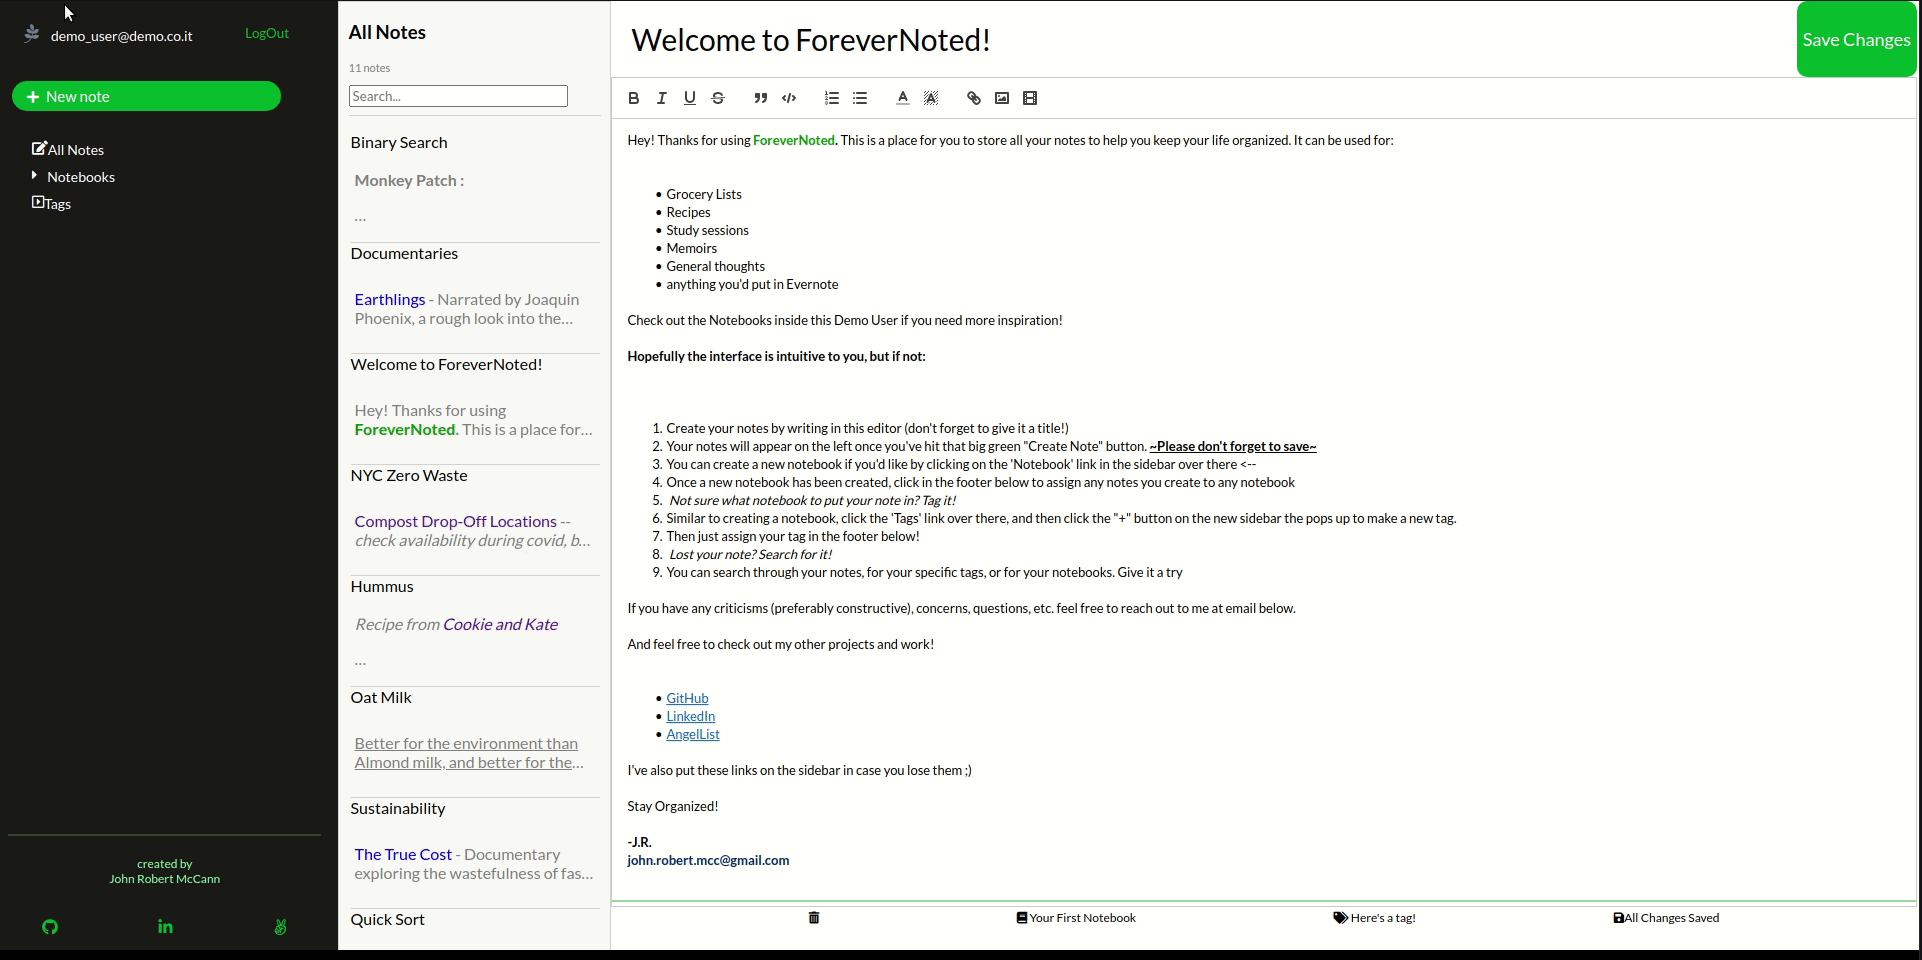 demo_user@demo.co.it
LogOut
New note
All Notes
Notebooks
Tags
created by
John Robert McCann
All Notes
11 notes
Search...
Binary Search
Monkey Patch :
...
Documentaries
Earthlings - Narrated by Joaquin
Phoenix, a rough look into the...
Welcome to ForeverNoted!
Hey! Thanks for using
ForeverNoted. This is a place for...
NYC Zero Waste
Compost Drop-Off Locations --
check availability during covid, b...
Hummus
Recipe from Cookie and Kate
...
Oat Milk
Better for the environment than
Almond milk, and better for the...
Sustainability
The True Cost - Documentary
exploring the wastefulness of fas...
Quick Sort
Welcome to ForeverNoted!
Save Changes
Hey! Thanks for using ForeverNoted. This is a place for you to store all your notes to help you keep your life organized. It can be used for:
• Grocery Lists
• Recipes
• Study sessions
• Memoirs
• General thoughts
• anything you'd put in Evernote
Check out the Notebooks inside this Demo User if you need more inspiration!
Hopefully the interface is intuitive to you, but if not:
1. Create your notes by writing in this editor (don't forget to give it a title!)
2. Your notes will appear on the left once you've hit that big green "Create Note" button. ~Please don't forget to save~
3. You can create a new notebook if you'd like by clicking on the 'Notebook' link in the sidebar over there <--
4. Once a new notebook has been created, click in the footer below to assign any notes you create to any notebook
5. Not sure what notebook to put your note in? Tag it!
6. Similar to creating a notebook, click the 'Tags' link over there, and then click the "+" button on the new sidebar the pops up to make a new tag.
7. Then just assign your tag in the footer below!
8. Lost your note? Search for it!
9. You can search through your notes, for your specific tags, or for your notebooks. Give it a try
If you have any criticisms (preferably constructive), concerns, questions, etc. feel free to reach out to me at email below.
And feel free to check out my other projects and work!
• GitHub
• LinkedIn
• AngelList
I've also put these links on the sidebar in case you lose them ;)
Stay Organized!
-J.R.
john.robert.mcc@gmail.com
Your First Notebook
Here's a tag!
All Changes Saved